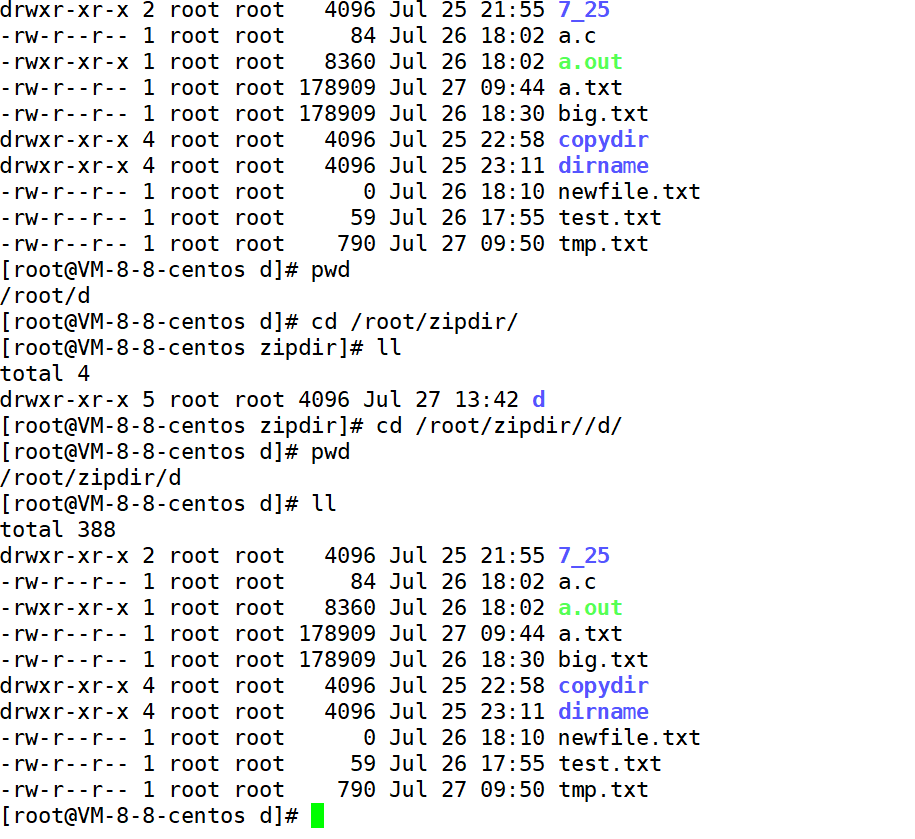 drwxr-xr-x 2 root root   4096 Jul 25 21:55 7_25
-rw-r--r-- 1 root root     84 Jul 26 18:02 a.c
-rwxr-xr-x 1 root root   8360 Jul 26 18:02 a.out
-rw-r--r-- 1 root root 178909 Jul 27 09:44 a.txt
-rw-r--r-- 1 root root 178909 Jul 26 18:30 big.txt
drwxr-xr-x 4 root root   4096 Jul 25 22:58 copydir
drwxr-xr-x 4 root root   4096 Jul 25 23:11 dirname
-rw-r--r-- 1 root root      0 Jul 26 18:10 newfile.txt
-rw-r--r-- 1 root root     59 Jul 26 17:55 test.txt
-rw-r--r-- 1 root root    790 Jul 27 09:50 tmp.txt
[root@VM-8-8-centos d]# pwd
/root/d
[root@VM-8-8-centos d]# cd /root/zipdir/
[root@VM-8-8-centos zipdir]# ll
total 4
drwxr-xr-x 5 root root 4096 Jul 27 13:42 d
[root@VM-8-8-centos zipdir]# cd /root/zipdir//d/
[root@VM-8-8-centos d]# pwd
/root/zipdir/d
[root@VM-8-8-centos d]# ll
total 388
drwxr-xr-x 2 root root   4096 Jul 25 21:55 7_25
-rw-r--r-- 1 root root     84 Jul 26 18:02 a.c
-rwxr-xr-x 1 root root   8360 Jul 26 18:02 a.out
-rw-r--r-- 1 root root 178909 Jul 27 09:44 a.txt
-rw-r--r-- 1 root root 178909 Jul 26 18:30 big.txt
drwxr-xr-x 4 root root   4096 Jul 25 22:58 copydir
drwxr-xr-x 4 root root   4096 Jul 25 23:11 dirname
-rw-r--r-- 1 root root      0 Jul 26 18:10 newfile.txt
-rw-r--r-- 1 root root     59 Jul 26 17:55 test.txt
-rw-r--r-- 1 root root    790 Jul 27 09:50 tmp.txt
[root@VM-8-8-centos d]#